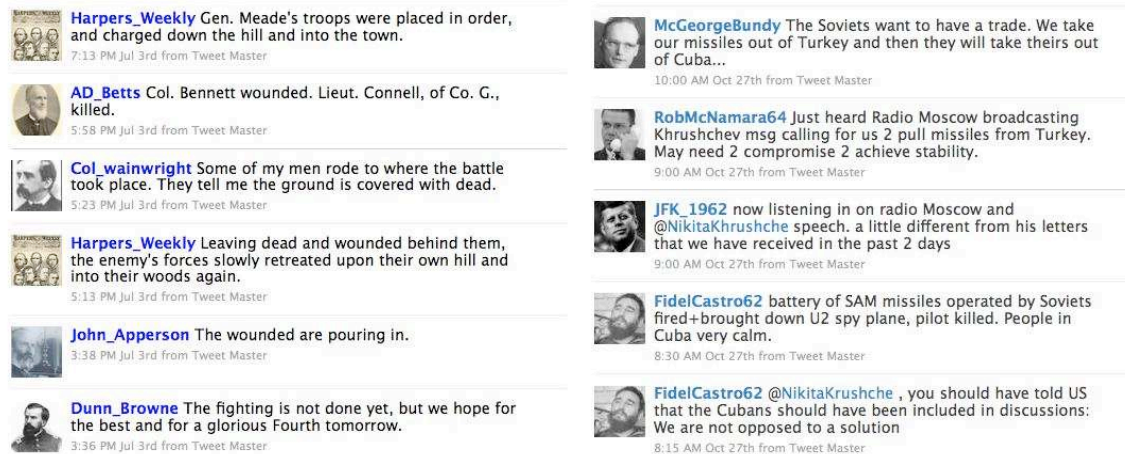 Harpers_Weekly Gen. Meade's troops were placed in order,
and charged down the hill and into the town.
7:13 PM Jul 3rd from Tweet Master
AD_Betts Col. Bennett wounded. Lieut. Connell, of Co. G.,
killed.
5:58 PM Jul 3rd from Tweet Master
Col_wainwright Some of my men rode to where the battle
took place. They tell me the ground is covered with dead.
5:23 PM Jul 3rd from Tweet Master
Harpers_Weekly Leaving dead and wounded behind them,
the enemy's forces slowly retreated upon their own hill and
into their woods again.
5:13 PM Jul 3rd from Tweet Master
John_Apperson The wounded are pouring in.
3:38 PM Jul 3rd from Tweet Master
Dunn_Browne The fighting is not done yet, but we hope for
the best and for a glorious Fourth tomorrow.
3:36 PM Jul 3rd from Tweet Master
McGeorgeBundy The Soviets want to have a trade. We take
our missiles out of Turkey and then they will take theirs out
of Cuba...
10:00 AM Oct 27th from Tweet Master
RobMcNamara64 Just heard Radio Moscow broadcasting
Khrushchev msg calling for us 2 pull missiles from Turkey.
May need 2 compromise 2 achieve stability.
9:00 AM Oct 27th from Tweet Master
JFK_1962 now listening in on radio Moscow and
@NikitaKhrushche speech. a little different from his letters
that we have received in the past 2 days
9:00 AM Oct 27th from Tweet Master
FidelCastro62 battery of SAM missiles operated by Soviets
fired+brought down U2 spy plane, pilot killed. People in
Cuba very calm.
8:30 AM Oct 27th from Tweet Master
FidelCastro62 @NikitaKrushche , you should have told US
that the Cubans should have been included in discussions:
We are not opposed to a solution
8:15 AM Oct 27th from Tweet Master